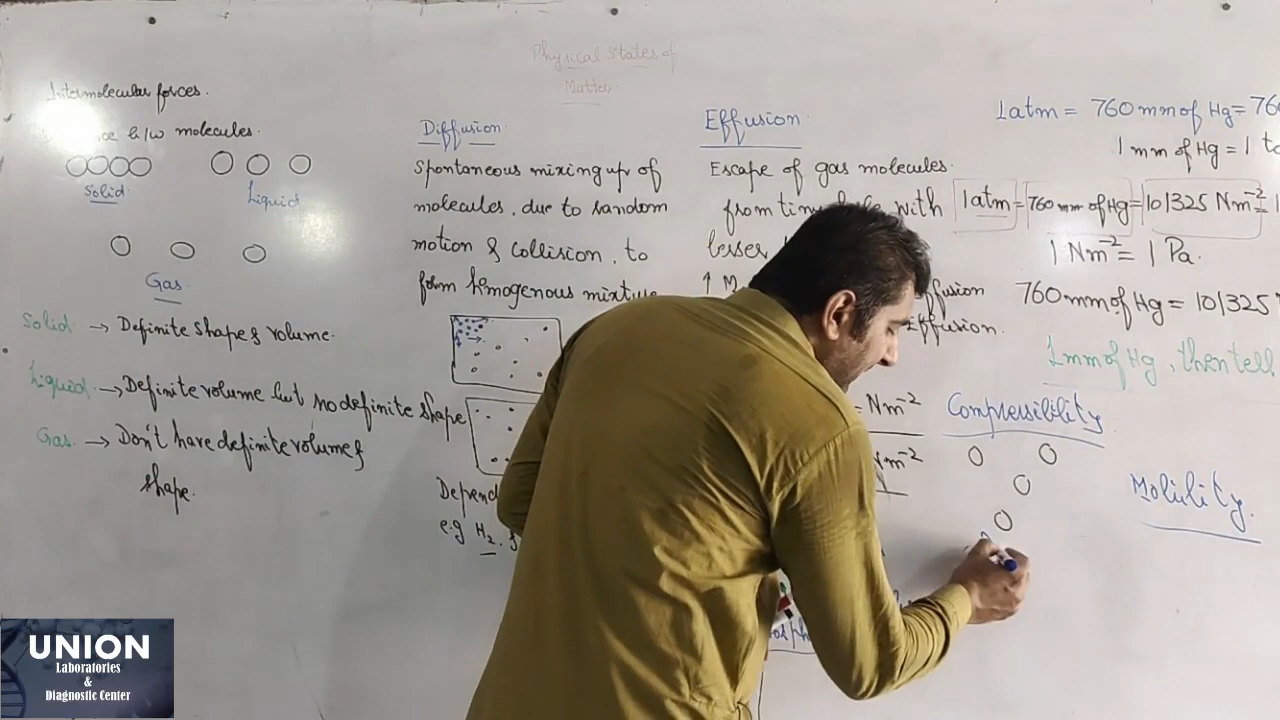 Physical States of
Matter
Intermolecular forces.
b/w molecules.
Solid
Liquid
Gas
Solid → Definite shape & volume.
Liquid → Definite volume but no definite shape
Gas → Don't have definite volume &
shape.
Diffusion
Spontaneous mixing up of
molecules, due to random
motion & collision, to
form homogenous mixture
Depend
e.g H2.
Effusion
Escape of gas molecules
from tiny hole with
lesser
↑ M
ffusion
Effusion.
= Nm-2
Nm-2
1 atm = 760 mm of Hg = 76
1 mm of Hg = 1 to
1 atm = 760 mm of Hg = 101325 Nm-2 =
1 Nm-2 = 1 Pa.
760 mm of Hg = 101325
1 mm of Hg, then tell
Compressibility
Mobility.
UNION
Laboratories
&
Diagnostic Center